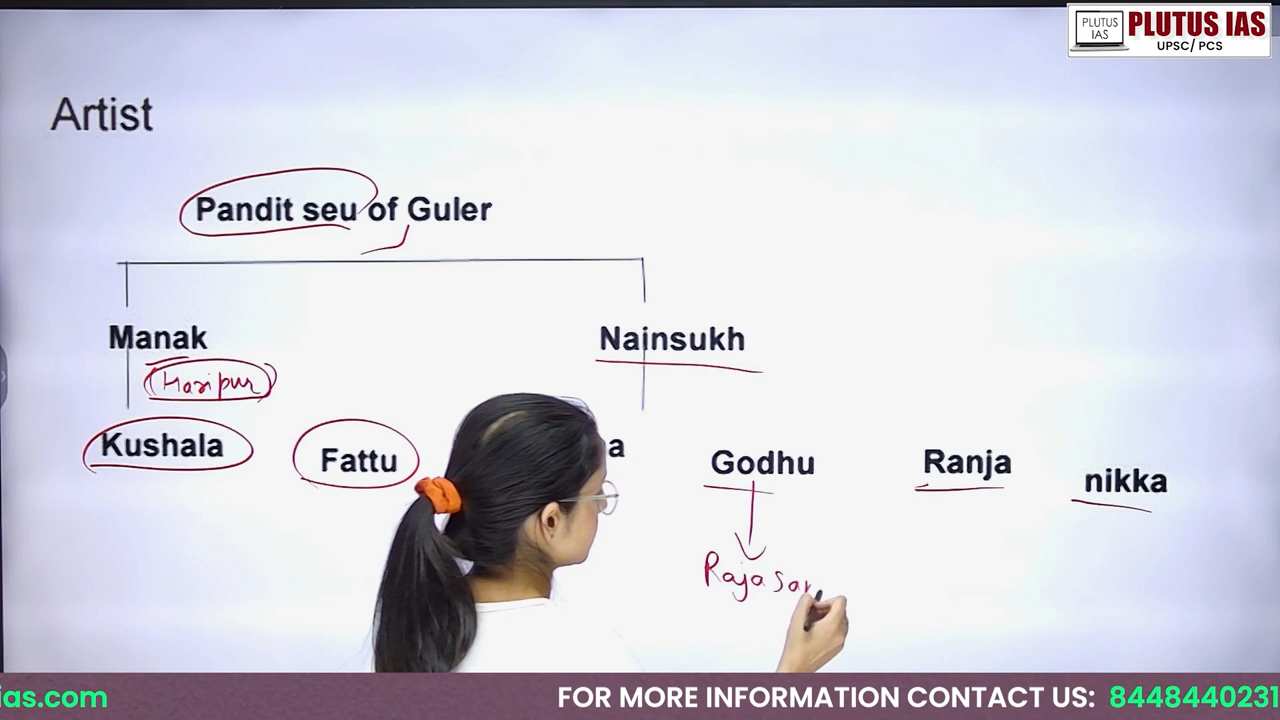 PLUTUS IAS
PLUTUS IAS
UPSC/ PCS
Artist
Pandit seu of Guler
Manak
Nainsukh
(Haripur)
Kushala
Fattu
a
Godhu
Ranja
nikka
Raja Sar
ias.com
FOR MORE INFORMATION CONTACT US: 8448440231